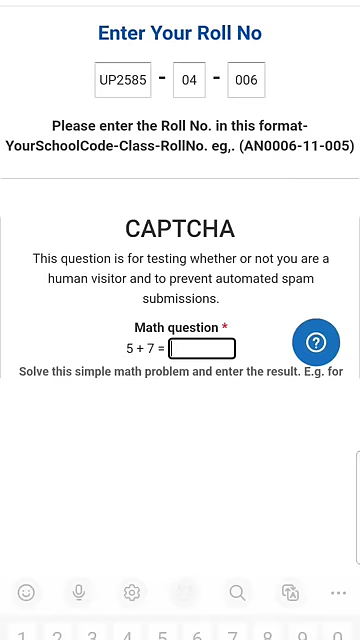 Enter Your Roll No
UP2585 - 04 - 006
Please enter the Roll No. in this format-
YourSchoolCode-Class-RollNo. eg,. (AN0006-11-005)
CAPTCHA
This question is for testing whether or not you are a
human visitor and to prevent automated spam
submissions.
Math question *
5 + 7 =
Solve this simple math problem and enter the result. E.g. for
1 2 3 4 5 6 7 8 9 0